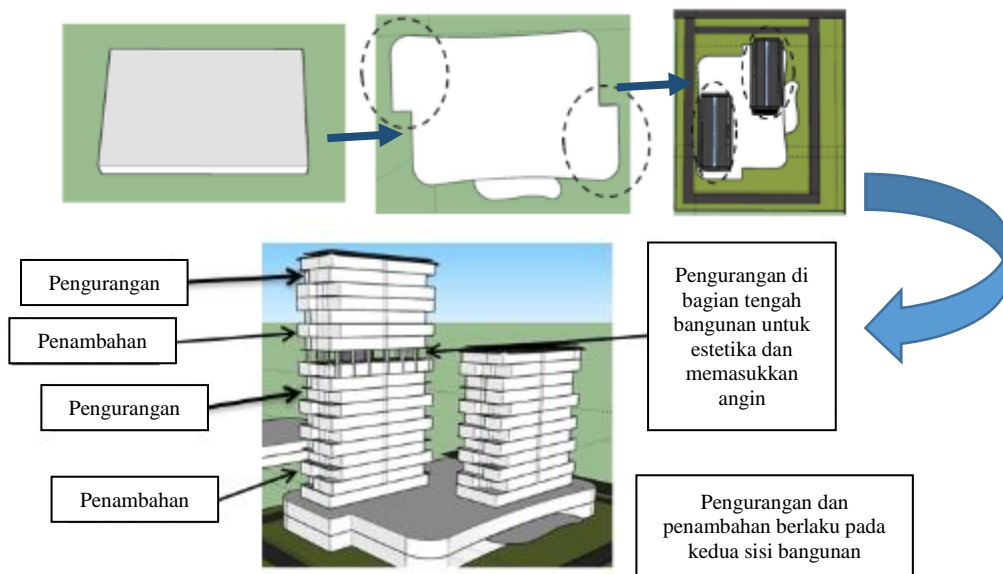 Pengurangan
Penambahan
Pengurangan
Penambahan
Pengurangan di
bagian tengah
bangunan untuk
estetika dan
memasukkan
angin
Pengurangan dan
penambahan berlaku pada
kedua sisi bangunan